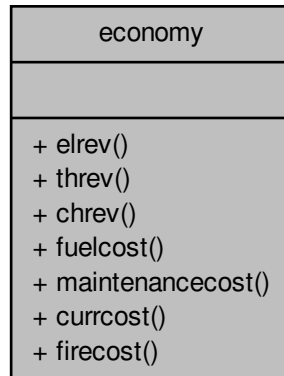 economy
+ elrev()
+ threv()
+ chrev()
+ fuelcost()
+ maintenancecost()
+ currcost()
+ firecost()